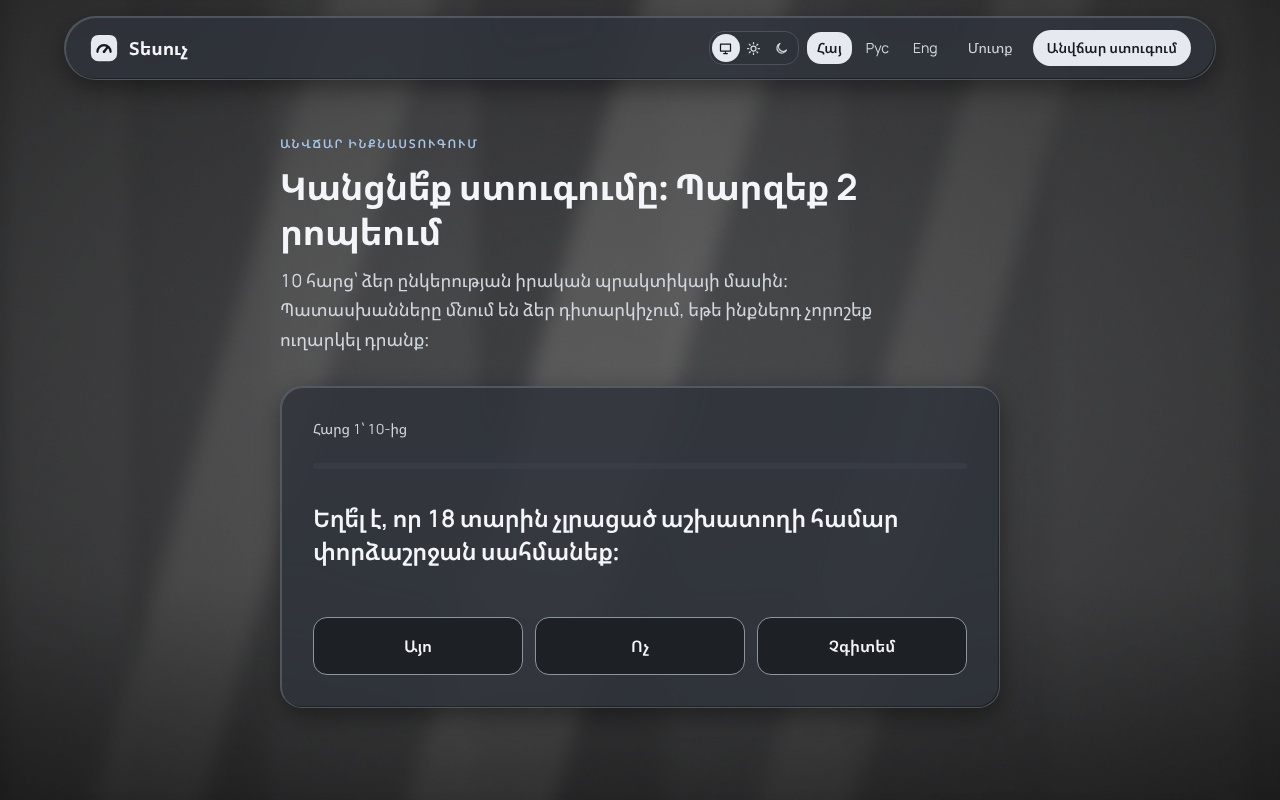 Տեսուչ
Հայ
Рус
Eng
Մուտք
Անվճար ստուգում
ԱՆՎՃԱՐ ԻՆՔՆԱՍՏՈՒԳՈՒՄ
Կանցնե՞ք ստուգումը։ Պարզեք 2
րոպեում
10 հարց՝ ձեր ընկերության իրական պրակտիկայի մասին։
Պատասխանները մնում են ձեր դիտարկիչում, եթե ինքներդ չորոշեք
ուղարկել դրանք։
Հարց 1՝ 10-ից
Եղե՞լ է, որ 18 տարին չլրացած աշխատողի համար
փորձաշրջան սահմանեք։
Այո
Ոչ
Չգիտեմ